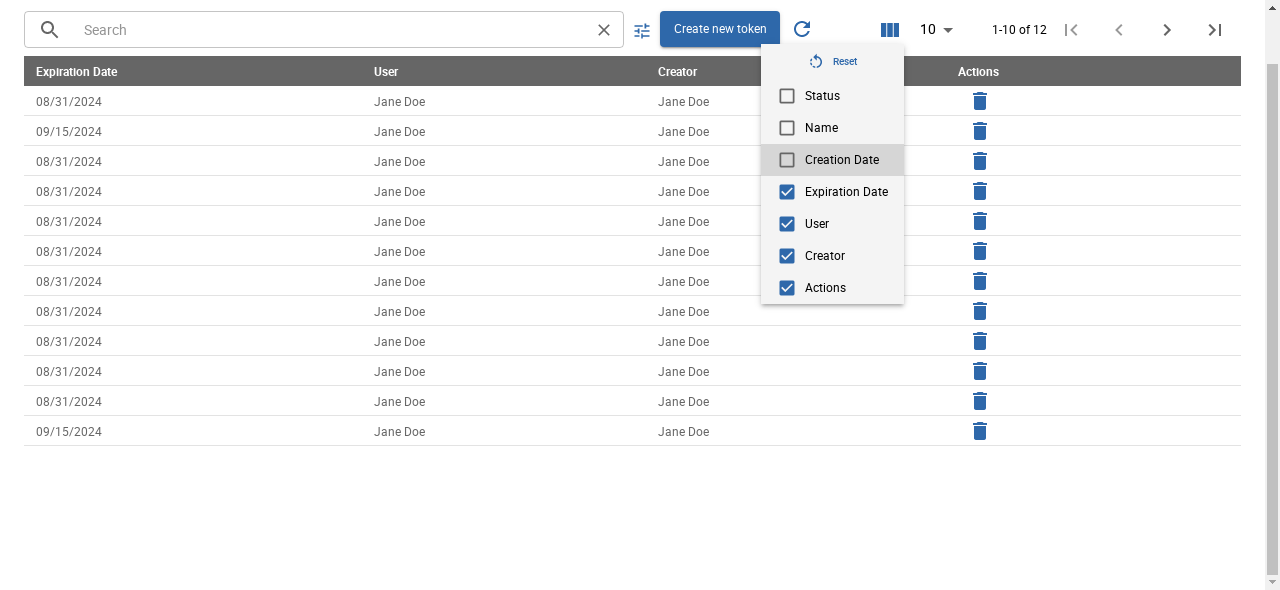 Search
Create new token
10
1-10 of 12
Expiration Date User Creator Actions
08/31/2024 Jane Doe Jane Doe
09/15/2024 Jane Doe Jane Doe
08/31/2024 Jane Doe Jane Doe
08/31/2024 Jane Doe Jane Doe
08/31/2024 Jane Doe Jane Doe
08/31/2024 Jane Doe Jane Doe
08/31/2024 Jane Doe Jane Doe
08/31/2024 Jane Doe Jane Doe
08/31/2024 Jane Doe Jane Doe
08/31/2024 Jane Doe Jane Doe
08/31/2024 Jane Doe Jane Doe
09/15/2024 Jane Doe Jane Doe
Reset
Status
Name
Creation Date
Expiration Date
User
Creator
Actions